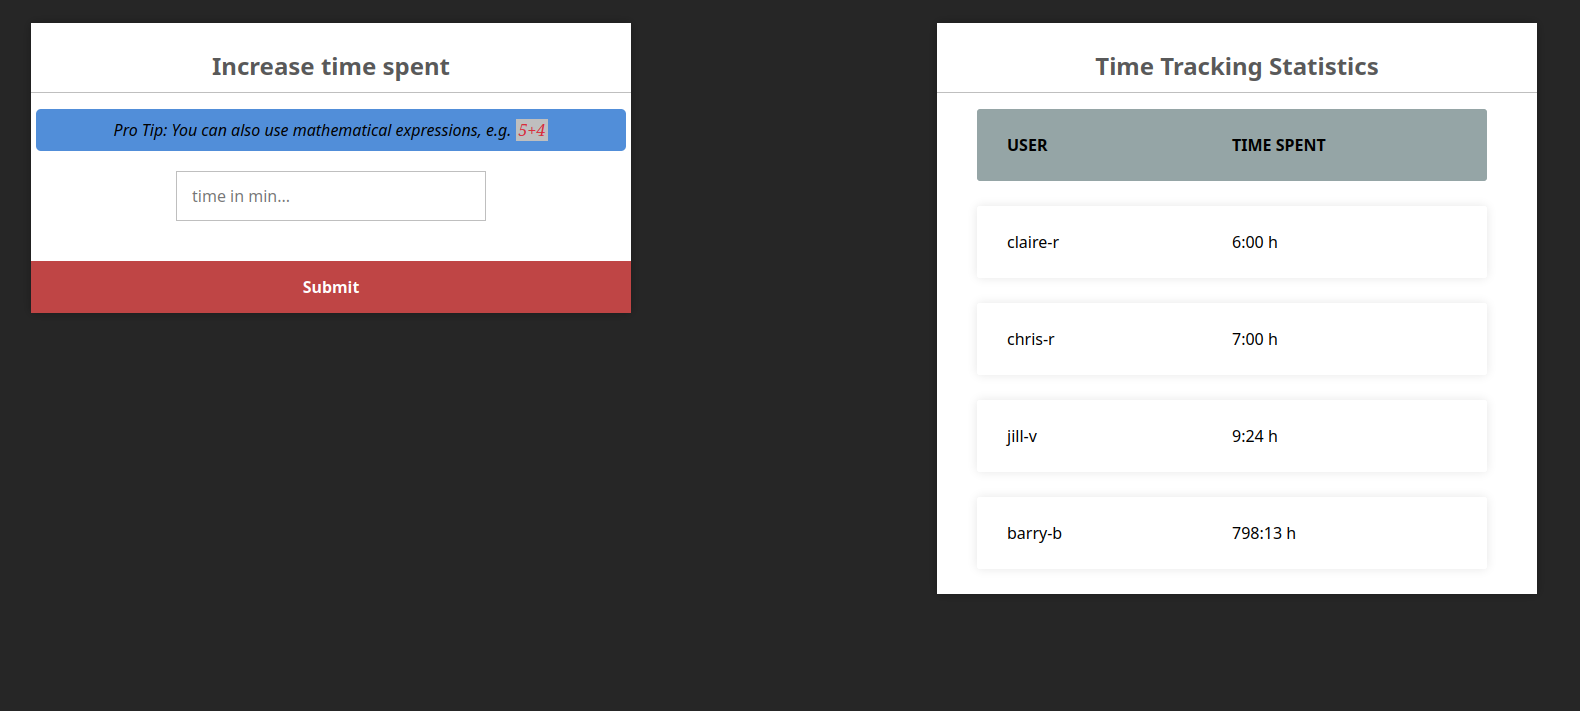 Increase time spent
Pro Tip: You can also use mathematical expressions, e.g. 5+4
time in min...
Submit
Time Tracking Statistics
USER TIME SPENT
claire-r 6:00 h
chris-r 7:00 h
jill-v 9:24 h
barry-b 798:13 h